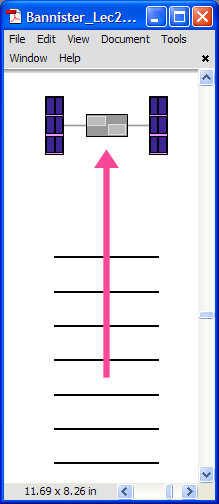 Bannister_Lec2...
File Edit View Document Tools
Window Help
11.69 x 8.26 in